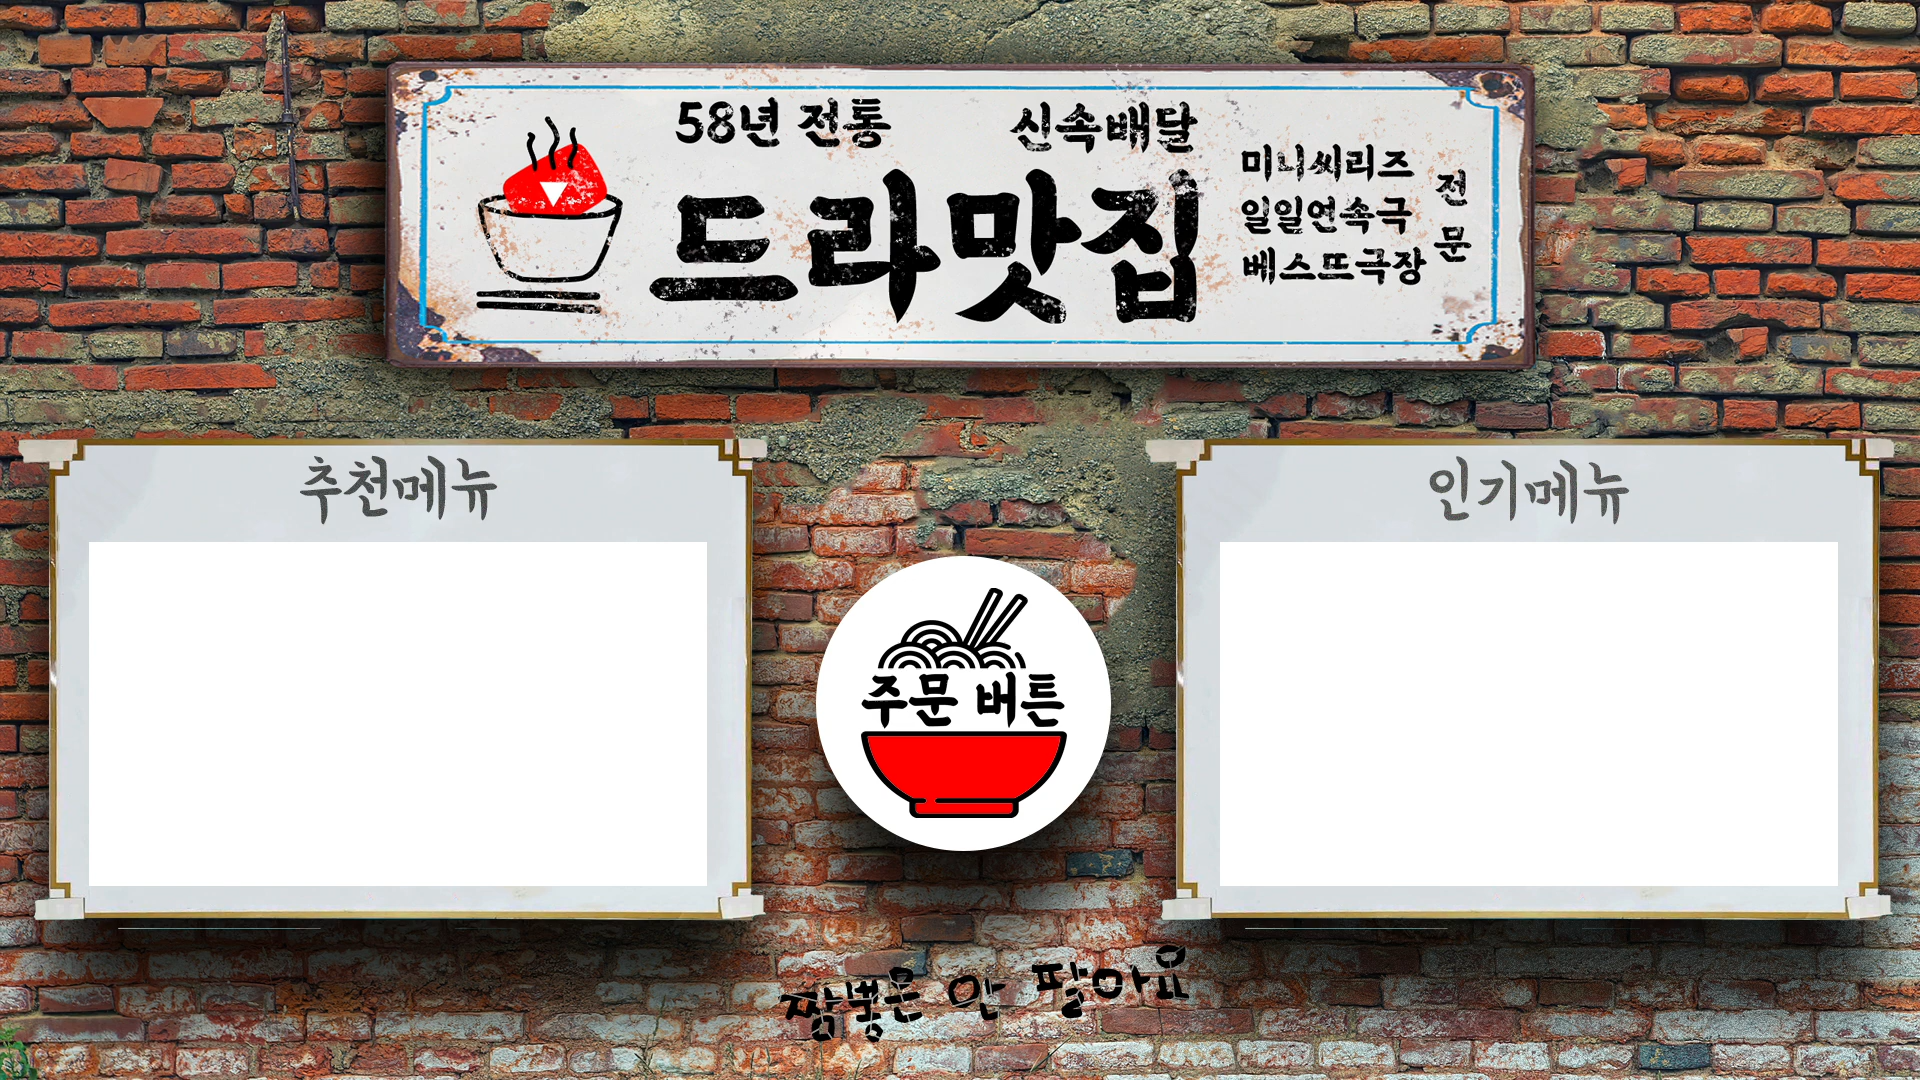 58년 전통 신속배달
드라맛집
미니씨리즈
일일연속극
베스뜨극장
전문
추천메뉴
인기메뉴
주문 버튼
짬뽕은 안 팔아요